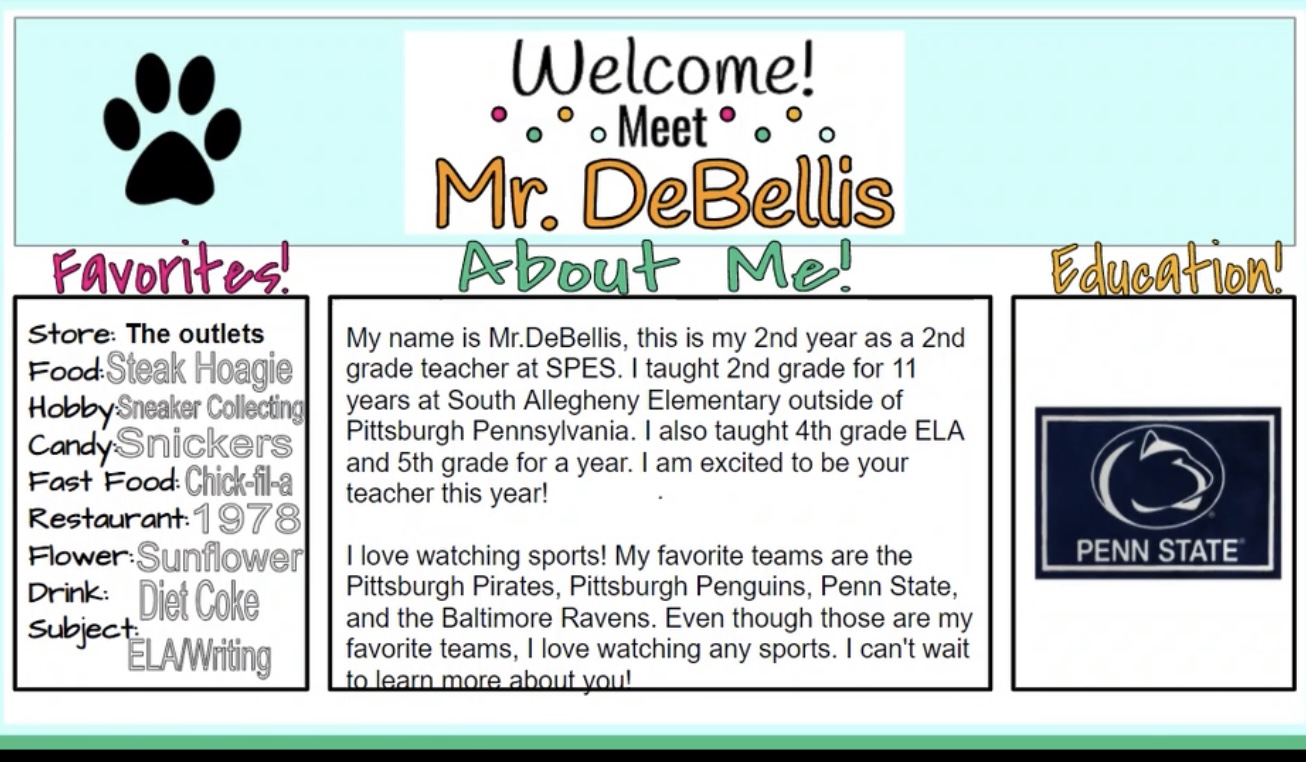 Welcome!
Meet
Mr. DeBellis
Favorites!
About Me!
Education!
Store: The outlets
Food: Steak Hoagie
Hobby: Sneaker Collecting
Candy: Snickers
Fast Food: Chick-fil-a
Restaurant: 1978
Flower: Sunflower
Drink: Diet Coke
Subject:
ELA/Writing
My name is Mr.DeBellis, this is my 2nd year as a 2nd
grade teacher at SPES. I taught 2nd grade for 11
years at South Allegheny Elementary outside of
Pittsburgh Pennsylvania. I also taught 4th grade ELA
and 5th grade for a year. I am excited to be your
teacher this year!
I love watching sports! My favorite teams are the
Pittsburgh Pirates, Pittsburgh Penguins, Penn State,
and the Baltimore Ravens. Even though those are my
favorite teams, I love watching any sports. I can't wait
to learn more about you!
PENN STATE